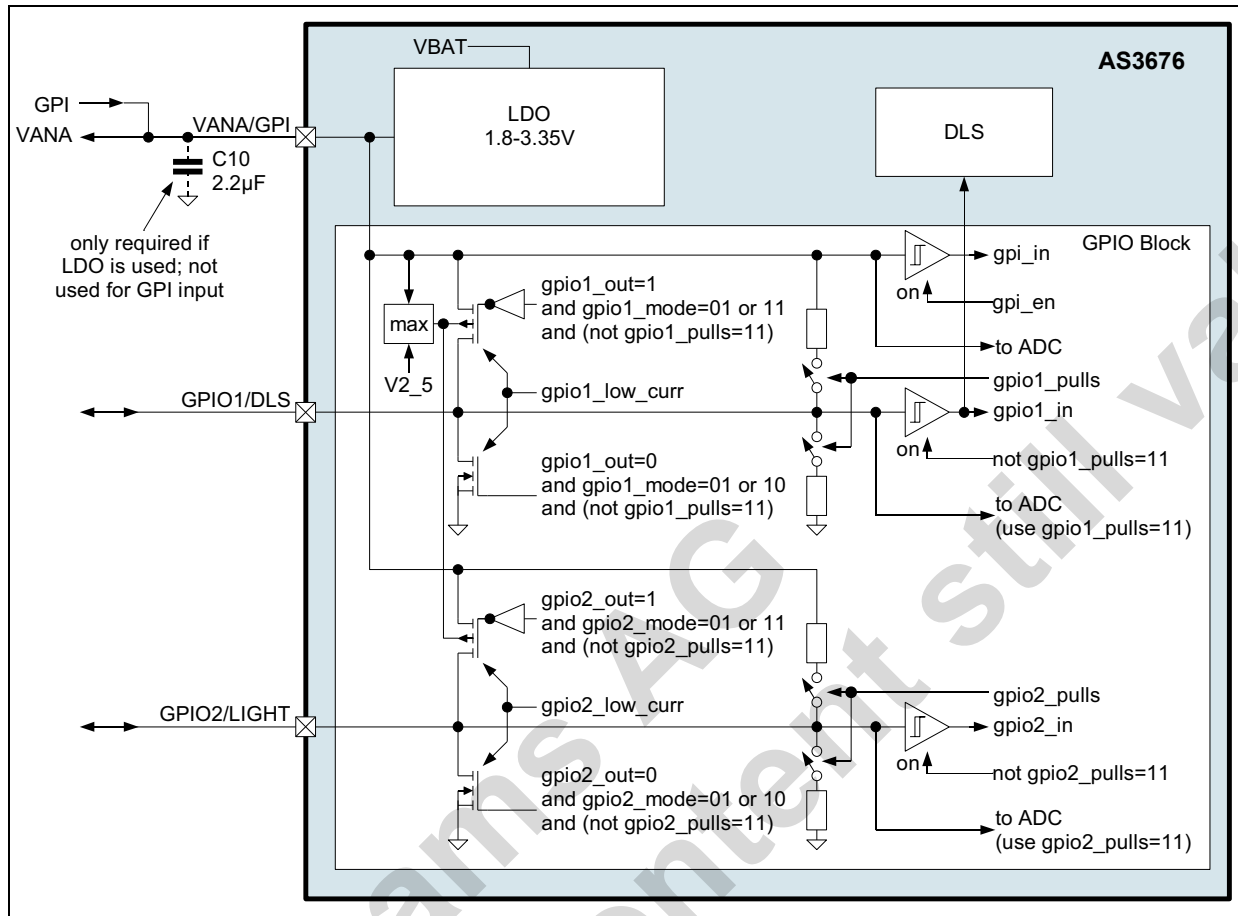 VBAT
AS3676
LDO
1.8-3.35V
DLS
GPI
VANA
VANA/GPI
C10
2.2µF
only required if
LDO is used; not
used for GPI input
GPIO Block
gpi_in
on
gpi_en
gpio1_out=1
and gpio1_mode=01 or 11
and (not gpio1_pulls=11)
max
V2_5
to ADC
gpio1_pulls
gpio1_low_curr
GPIO1/DLS
gpio1_in
on
not gpio1_pulls=11
gpio1_out=0
and gpio1_mode=01 or 10
and (not gpio1_pulls=11)
to ADC
(use gpio1_pulls=11)
gpio2_out=1
and gpio2_mode=01 or 11
and (not gpio2_pulls=11)
gpio2_pulls
gpio2_low_curr
GPIO2/LIGHT
gpio2_in
on
not gpio2_pulls=11
gpio2_out=0
and gpio2_mode=01 or 10
and (not gpio2_pulls=11)
to ADC
(use gpio2_pulls=11)
ams AG
still